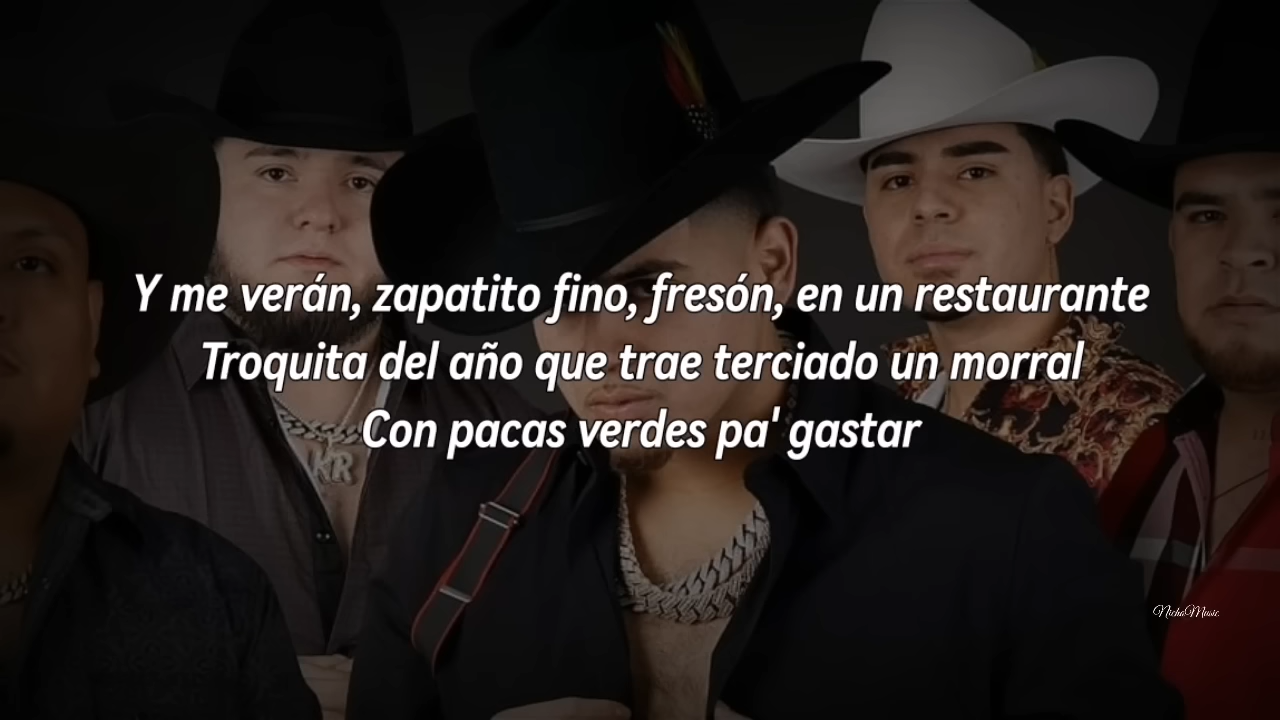 Y me verán, zapatito fino, fresón, en un restaurante
Troquita del año que trae terciado un morral
Con pacas verdes pa' gastar
KR
NichoMusic